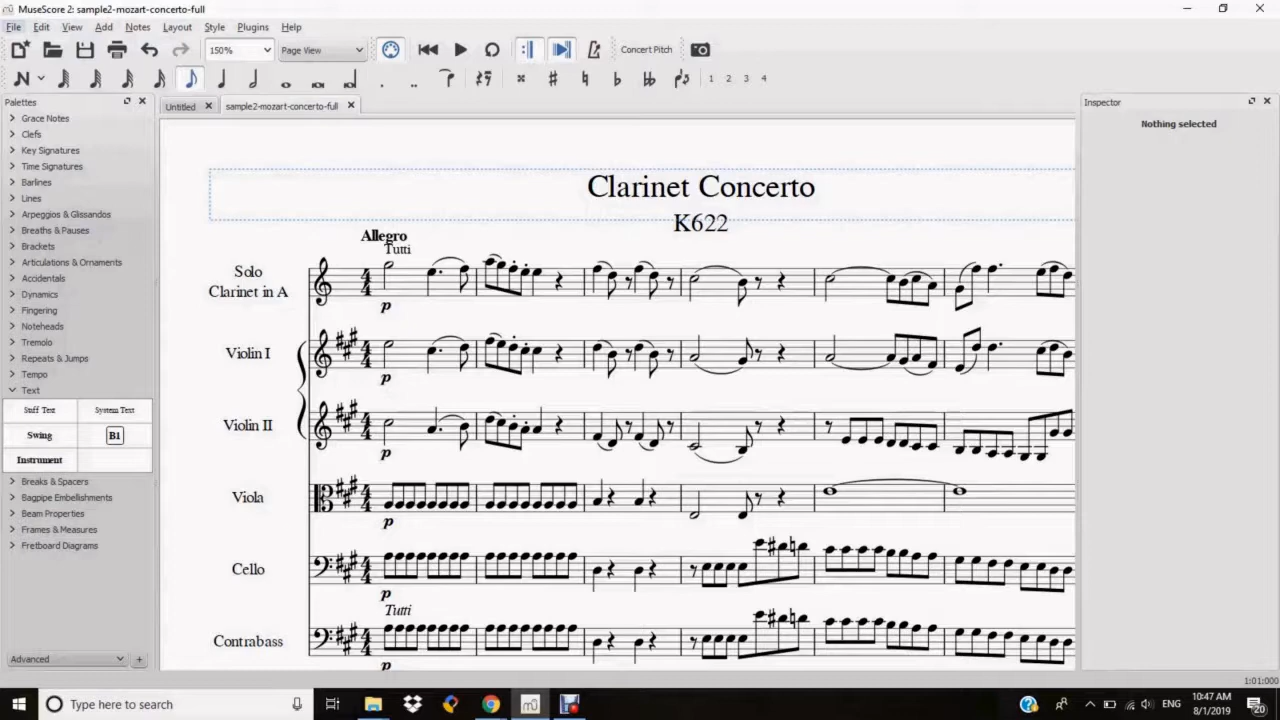 MuseScore 2: sample2-mozart-concerto-full
File Edit View Add Notes Layout Style Plugins Help
150% Page View Concert Pitch
1 2 3 4
Palettes
Untitled sample2-mozart-concerto-full
Inspector
Nothing selected
Grace Notes
Clefs
Key Signatures
Time Signatures
Barlines
Lines
Arpeggios & Glissandos
Breaths & Pauses
Brackets
Articulations & Ornaments
Accidentals
Dynamics
Fingering
Noteheads
Tremolo
Repeats & Jumps
Tempo
Text
Staff Text System Text
Swing B1
Instrument
Breaks & Spacers
Bagpipe Embellishments
Beam Properties
Frames & Measures
Fretboard Diagrams
Advanced +
Clarinet Concerto
K622
Allegro
Tutti
Solo
Clarinet in A
p
Violin I
p
Violin II
p
Viola
p
Cello
p
Tutti
Contrabass
p
1:01:000
Type here to search
ENG
10:47 AM
8/1/2019
20